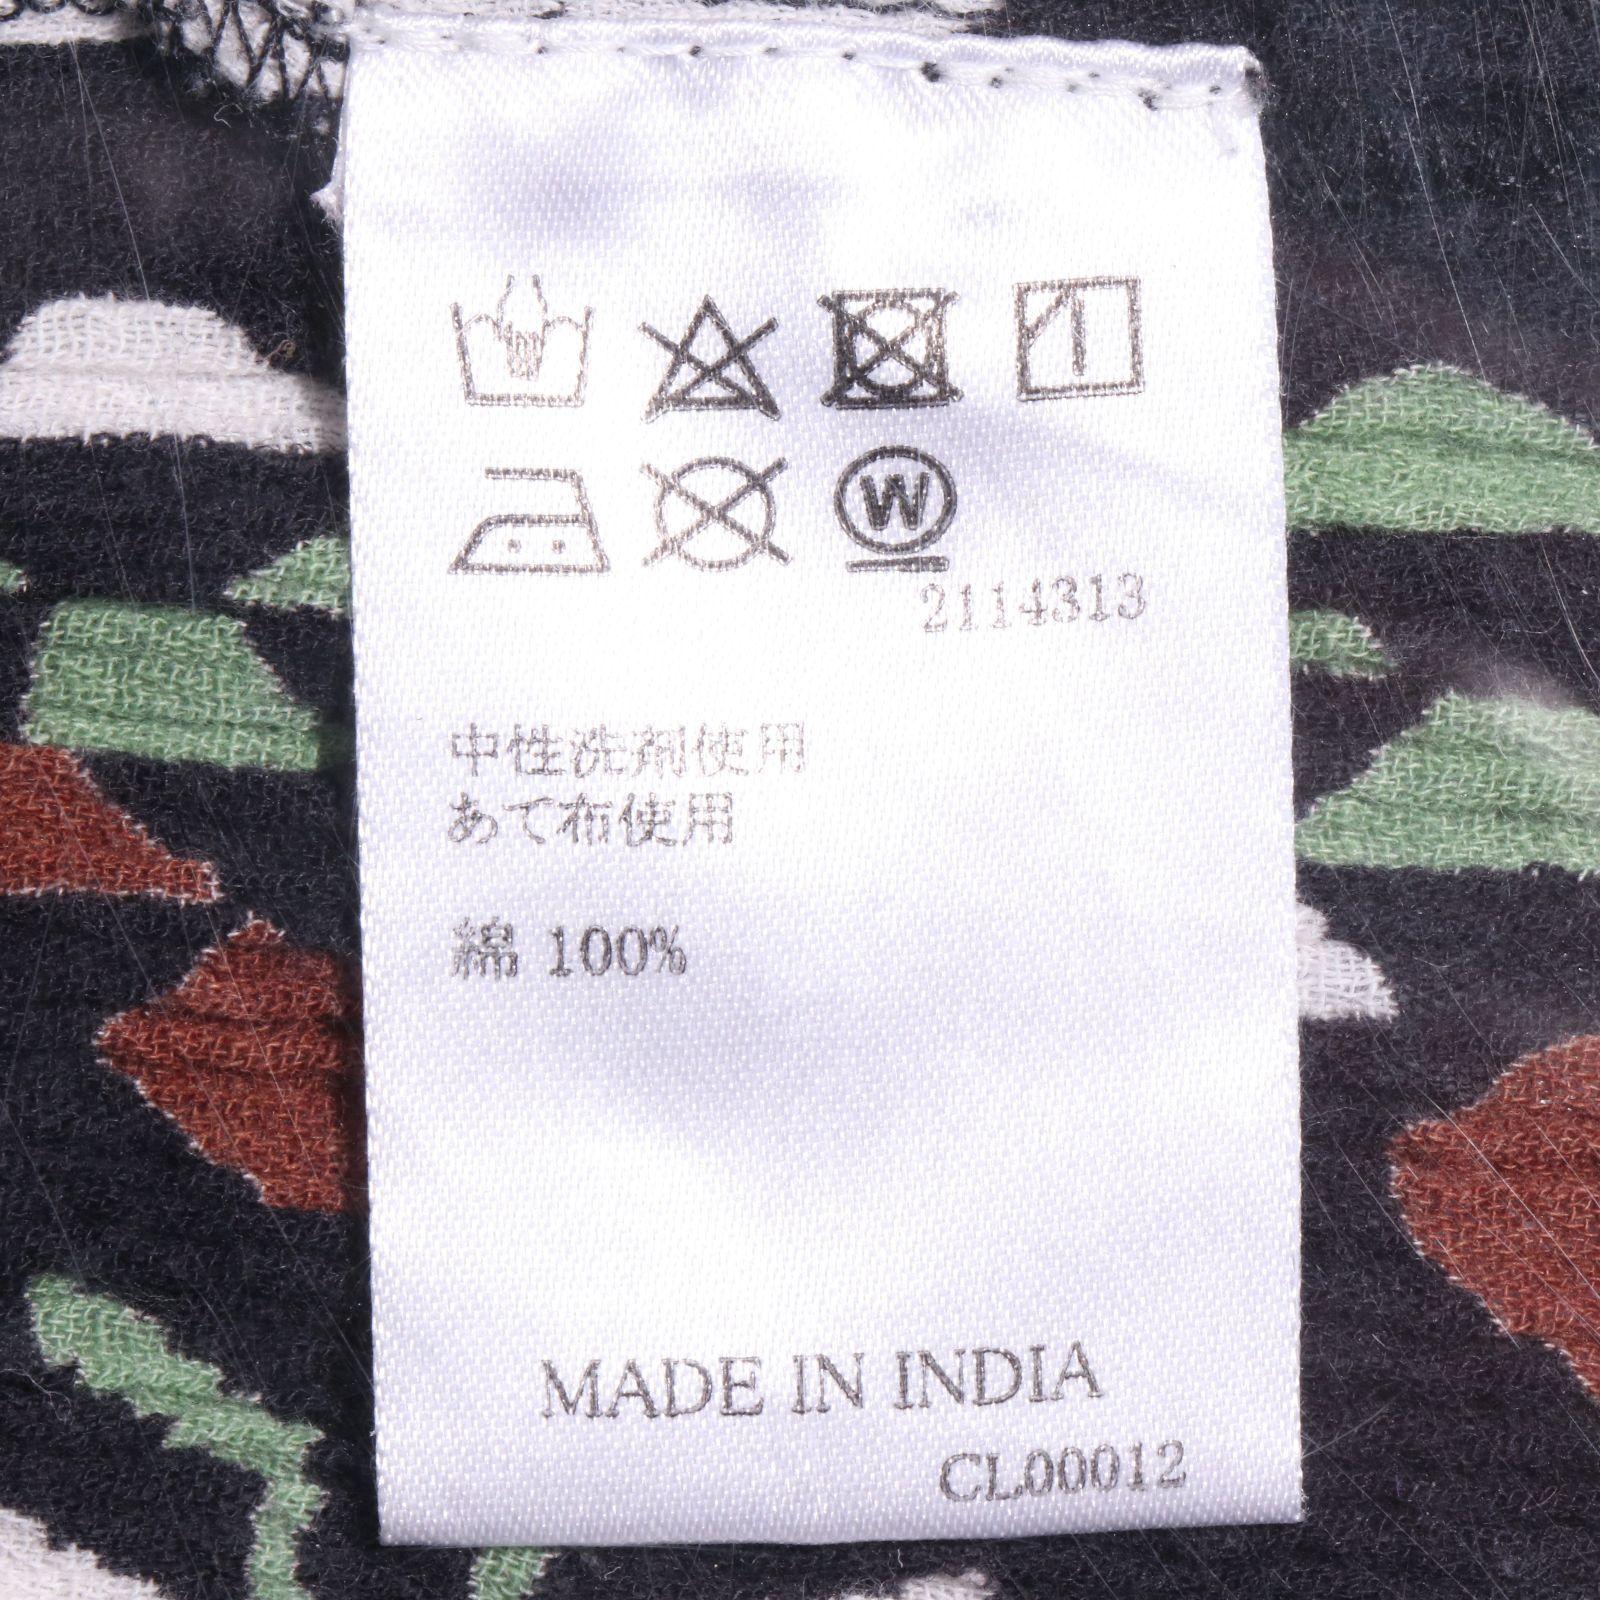 W
2114313
中性洗剤使用
あて布使用
綿 100%
MADE IN INDIA
CL00012